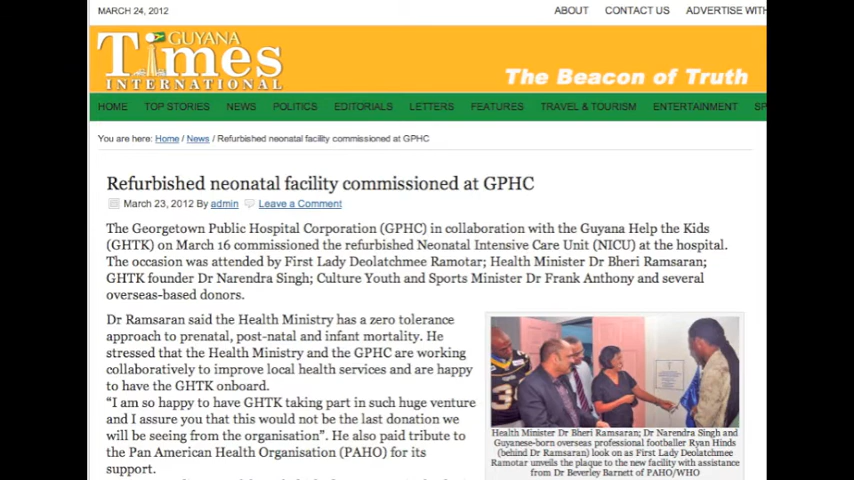 MARCH 24, 2012
ABOUT CONTACT US ADVERTISE WITH
GUYANA
Times
INTERNATIONAL
The Beacon of Truth
HOME TOP STORIES NEWS POLITICS EDITORIALS LETTERS FEATURES TRAVEL & TOURISM ENTERTAINMENT SP
You are here: Home / News / Refurbished neonatal facility commissioned at GPHC
Refurbished neonatal facility commissioned at GPHC
March 23, 2012 By admin Leave a Comment
The Georgetown Public Hospital Corporation (GPHC) in collaboration with the Guyana Help the Kids
(GHTK) on March 16 commissioned the refurbished Neonatal Intensive Care Unit (NICU) at the hospital.
The occasion was attended by First Lady Deolatchmee Ramotar; Health Minister Dr Bheri Ramsaran;
GHTK founder Dr Narendra Singh; Culture Youth and Sports Minister Dr Frank Anthony and several
overseas-based donors.
Dr Ramsaran said the Health Ministry has a zero tolerance
approach to prenatal, post-natal and infant mortality. He
stressed that the Health Ministry and the GPHC are working
collaboratively to improve local health services and are happy
to have the GHTK onboard.
“I am so happy to have GHTK taking part in such huge venture
and I assure you that this would not be the last donation we
will be seeing from the organisation”. He also paid tribute to
the Pan American Health Organisation (PAHO) for its
support.
Health Minister Dr Bheri Ramsaran; Dr Narendra Singh and
Guyanese-born overseas professional footballer Ryan Hinds
(behind Dr Ramsaran) look on as First Lady Deolatchmee
Ramotar unveils the plaque to the new facility with assistance
from Dr Beverley Barnett of PAHO/WHO